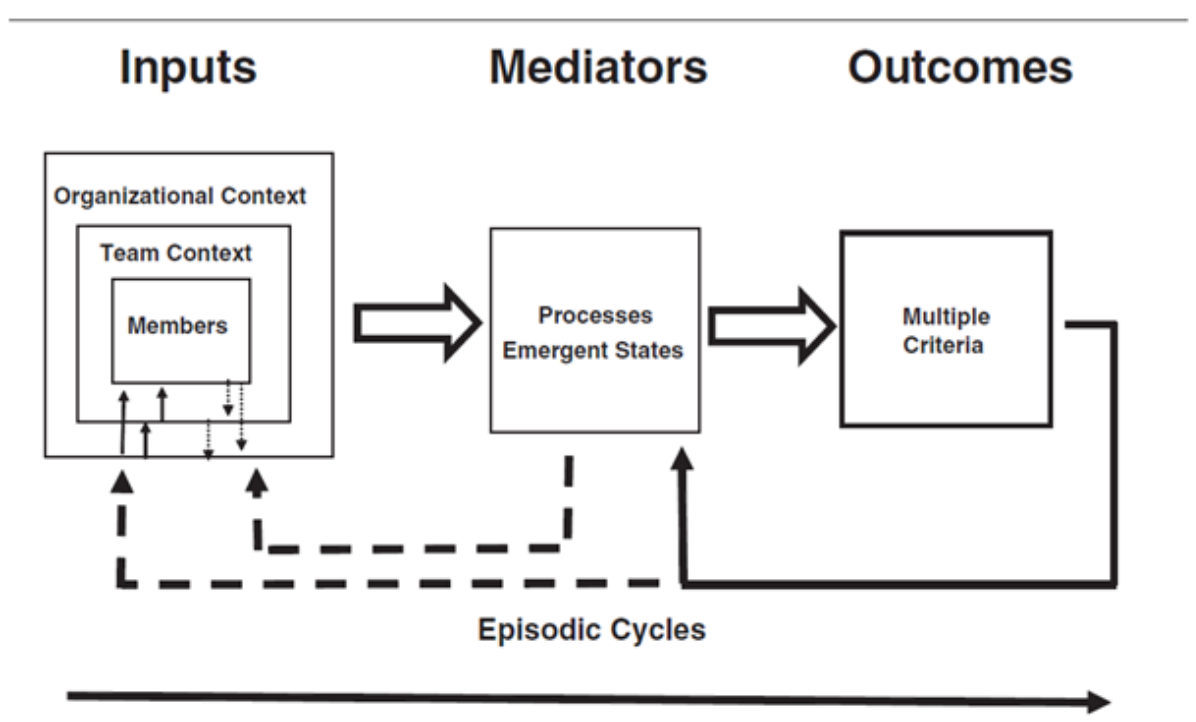 Inputs
Mediators
Outcomes
Organizational Context
Team Context
Members
Processes
Emergent States
Multiple
Criteria
Episodic Cycles